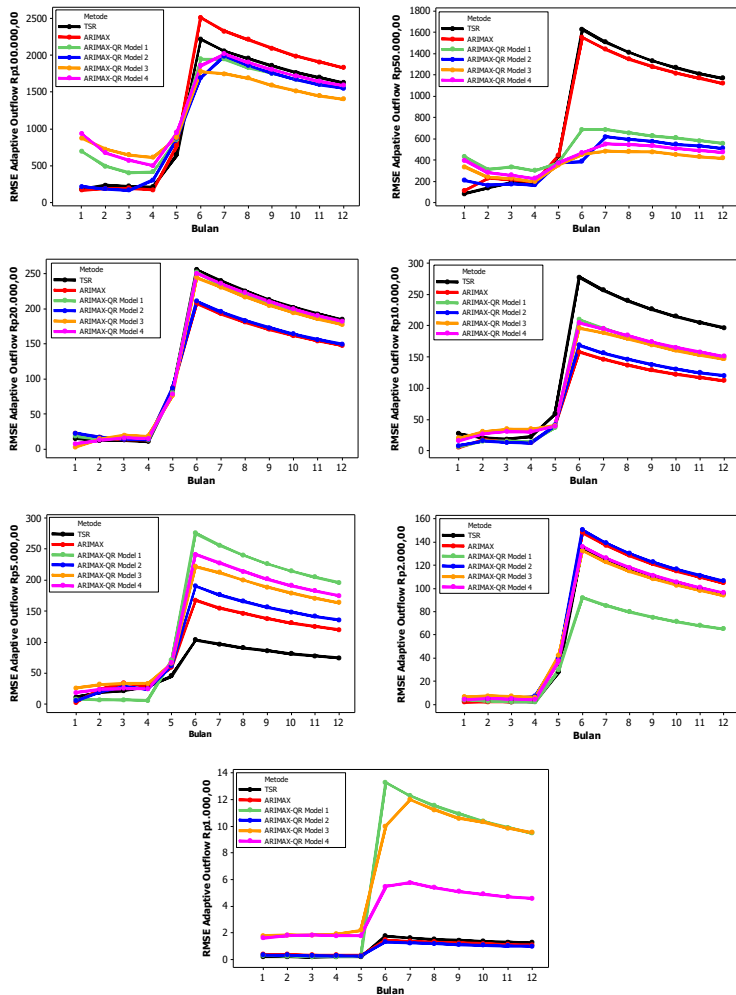 RMSE Adaptive Outflow Rp100.000,00
2500
2000
1500
1000
500
0
Metode
TSR
ARIMAX
ARIMAX-QR Model 1
ARIMAX-QR Model 2
ARIMAX-QR Model 3
ARIMAX-QR Model 4
1 2 3 4 5 6 7 8 9 10 11 12
Bulan
RMSE Adaptive Outflow Rp50.000,00
1800
1600
1400
1200
1000
800
600
400
200
0
Metode
TSR
ARIMAX
ARIMAX-QR Model 1
ARIMAX-QR Model 2
ARIMAX-QR Model 3
ARIMAX-QR Model 4
1 2 3 4 5 6 7 8 9 10 11 12
Bulan
RMSE Adaptive Outflow Rp20.000,00
250
200
150
100
50
0
Metode
TSR
ARIMAX
ARIMAX-QR Model 1
ARIMAX-QR Model 2
ARIMAX-QR Model 3
ARIMAX-QR Model 4
1 2 3 4 5 6 7 8 9 10 11 12
Bulan
RMSE Adaptive Outflow Rp10.000,00
300
250
200
150
100
50
0
Metode
TSR
ARIMAX
ARIMAX-QR Model 1
ARIMAX-QR Model 2
ARIMAX-QR Model 3
ARIMAX-QR Model 4
1 2 3 4 5 6 7 8 9 10 11 12
Bulan
RMSE Adaptive Outflow Rp5.000,00
300
250
200
150
100
50
0
Metode
TSR
ARIMAX
ARIMAX-QR Model 1
ARIMAX-QR Model 2
ARIMAX-QR Model 3
ARIMAX-QR Model 4
1 2 3 4 5 6 7 8 9 10 11 12
Bulan
RMSE Adaptive Outflow Rp2.000,00
160
140
120
100
80
60
40
20
0
Metode
TSR
ARIMAX
ARIMAX-QR Model 1
ARIMAX-QR Model 2
ARIMAX-QR Model 3
ARIMAX-QR Model 4
1 2 3 4 5 6 7 8 9 10 11 12
Bulan
RMSE Adaptive Outflow Rp1.000,00
14
12
10
8
6
4
2
0
Metode
TSR
ARIMAX
ARIMAX-QR Model 1
ARIMAX-QR Model 2
ARIMAX-QR Model 3
ARIMAX-QR Model 4
1 2 3 4 5 6 7 8 9 10 11 12
Bulan